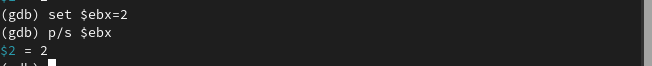 (gdb) set $ebx=2
(gdb) p/s $ebx
$2 = 2